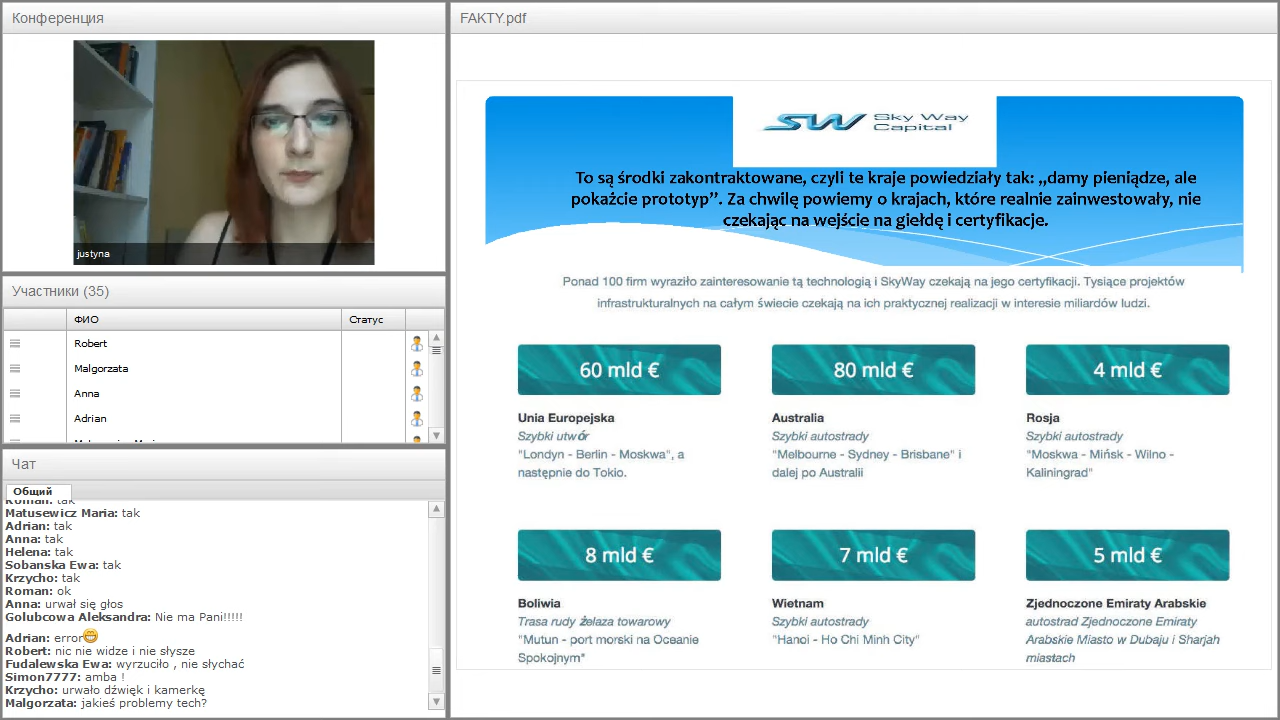 Конференция
justyna
Участники (35)
ФИО
Статус
Robert
Malgorzata
Anna
Adrian
Чат
Общий
Roman: tak
Matusewicz Maria: tak
Adrian: tak
Anna: tak
Helena: tak
Sobanska Ewa: tak
Krzycho: tak
Roman: ok
Anna: urwał się głos
Golubcowa Aleksandra: Nie ma Pani!!!!!
Adrian: error
Robert: nic nie widze i nie słysze
Fudalewska Ewa: wyrzuciło , nie słychać
Simon7777: amba !
Krzycho: urwało dźwięk i kamerkę
Malgorzata: jakieś problemy tech?
FAKTY.pdf
SW Sky Way
Capital
To są środki zakontraktowane, czyli te kraje powiedziały tak: „damy pieniądze, ale
pokażcie prototyp”. Za chwilę powiemy o krajach, które realnie zainwestowały, nie
czekając na wejście na giełdę i certyfikacje.
Ponad 100 firm wyraziło zainteresowanie tą technologią i SkyWay czekają na jego certyfikacji. Tysiące projektów
infrastrukturalnych na całym świecie czekają na ich praktycznej realizacji w interesie miliardów ludzi.
60 mld €
Unia Europejska
Szybki utwór
"Londyn - Berlin - Moskwa", a
następnie do Tokio.
80 mld €
Australia
Szybki autostrady
"Melbourne - Sydney - Brisbane" i
dalej po Australii
4 mld €
Rosja
Szybki autostrady
"Moskwa - Mińsk - Wilno -
Kaliningrad"
8 mld €
Boliwia
Trasa rudy żelaza towarowy
"Mutun - port morski na Oceanie
Spokojnym"
7 mld €
Wietnam
Szybki autostrady
"Hanoi - Ho Chi Minh City"
5 mld €
Zjednoczone Emiraty Arabskie
autostrad Zjednoczone Emiraty
Arabskie Miasto w Dubaju i Sharjah
miastach